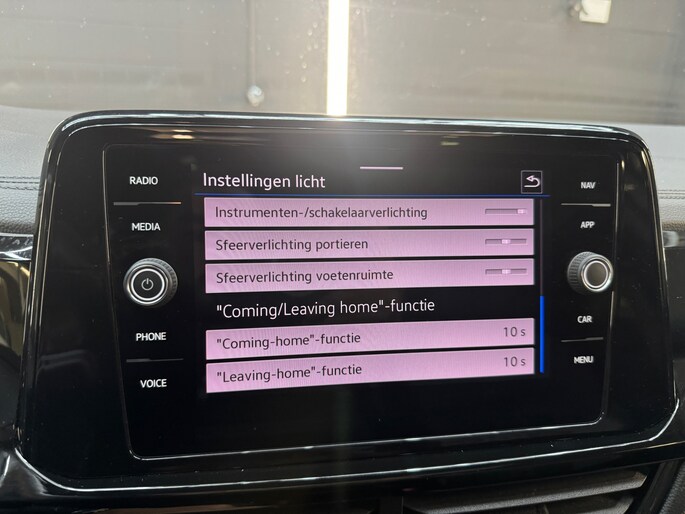 RADIO
MEDIA
PHONE
VOICE
Instellingen licht
Instrumenten-/schakelaarverlichting
Sfeerverlichting portieren
Sfeerverlichting voetenruimte
"Coming/Leaving home"-functie
"Coming-home"-functie 10 s
"Leaving-home"-functie 10 s
NAV
APP
CAR
MENU